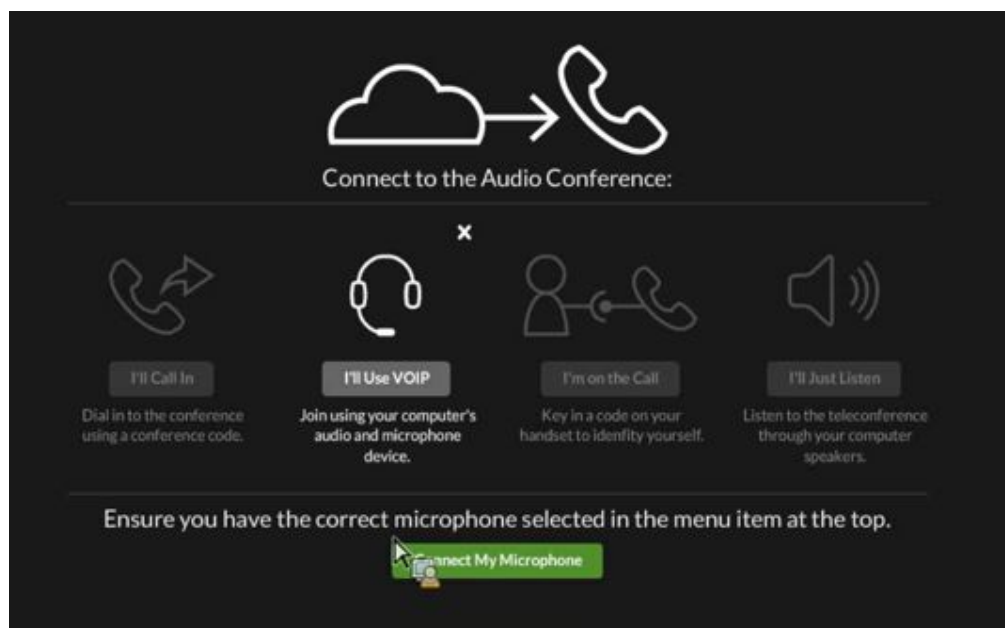 Connect to the Audio Conference:
x
I'll Call In
Dial in to the conference
using a conference code.
I'll Use VOIP
Join using your computer's
audio and microphone
device.
I'm on the Call
Key in a code on your
handset to idenfity yourself.
I'll Just Listen
Listen to the teleconference
through your computer
speakers.
Ensure you have the correct microphone selected in the menu item at the top.
Connect My Microphone